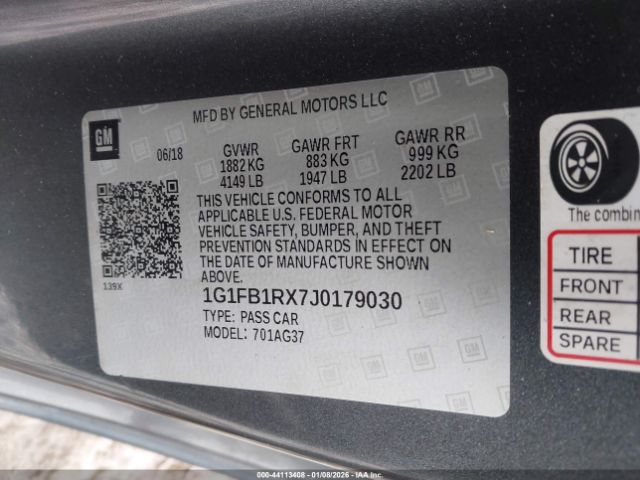 MFD BY GENERAL MOTORS LLC
GM
06/18
GVWR GAWR FRT GAWR RR
1882 KG 883 KG 999 KG
4149 LB 1947 LB 2202 LB
THIS VEHICLE CONFORMS TO ALL
APPLICABLE U.S. FEDERAL MOTOR
VEHICLE SAFETY, BUMPER, AND THEFT
PREVENTION STANDARDS IN EFFECT ON
THE DATE OF MANUFACTURE SHOWN
ABOVE.
139X
1G1FB1RX7J0179030
TYPE: PASS CAR
MODEL: 701AG37
The combin
TIRE
FRONT
REAR
SPARE
000-44113408 - 01/08/2026 - IAAI.COM